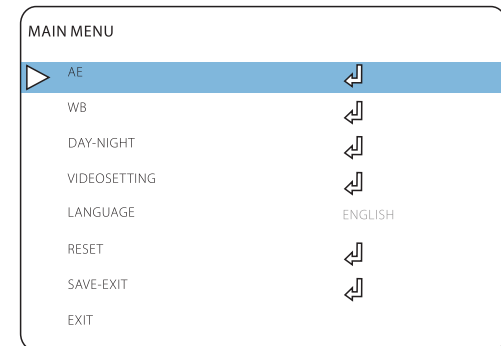 MAIN MENU
AE
WB
DAY-NIGHT
VIDEOSETTING
LANGUAGE ENGLISH
RESET
SAVE-EXIT
EXIT